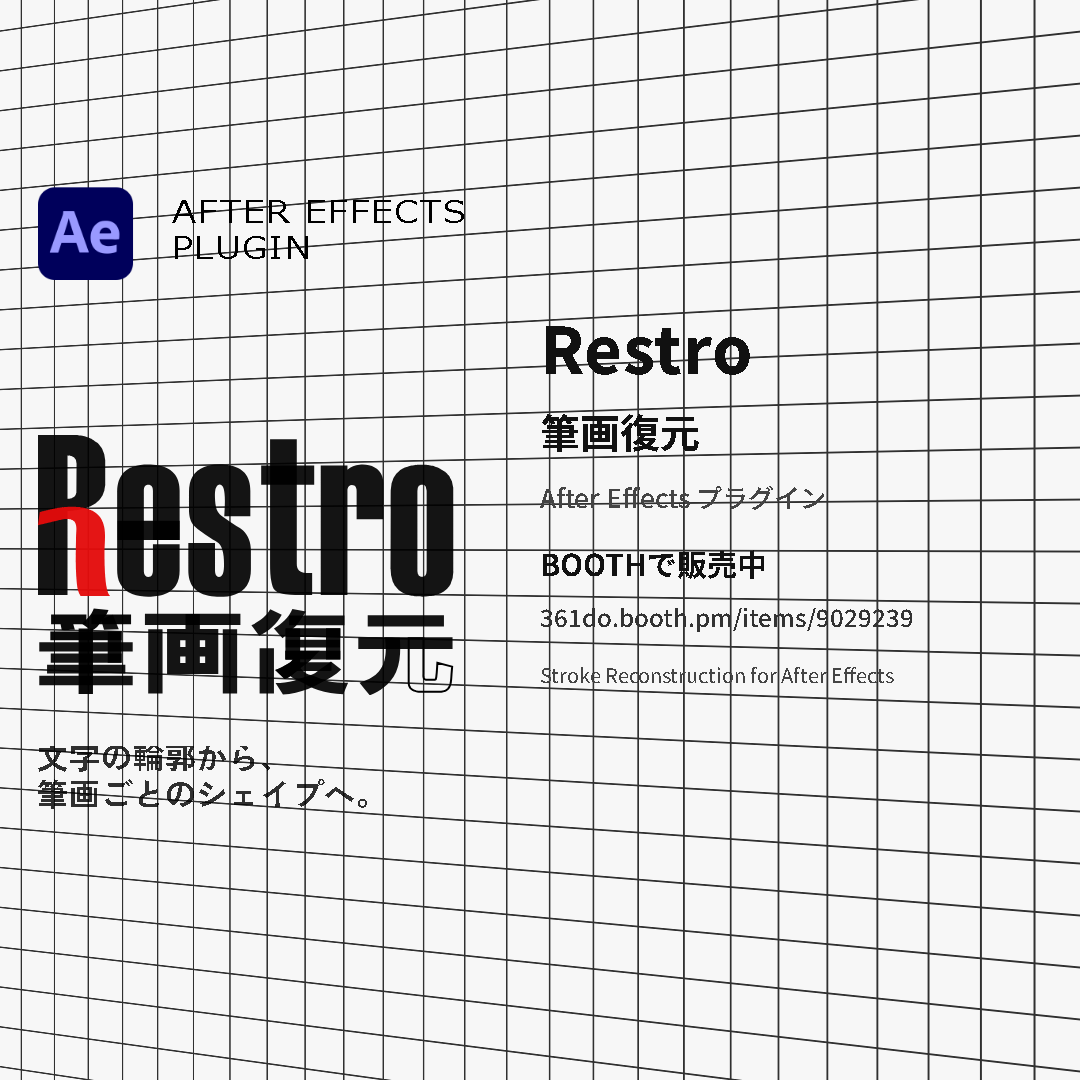 Ae
AFTER EFFECTS
PLUGIN
Restro
筆画復元
文字の輪郭から、
筆画ごとのシェイプへ。
Restro
筆画復元
After Effects プラグイン
BOOTHで販売中
361do.booth.pm/items/9029239
Stroke Reconstruction for After Effects